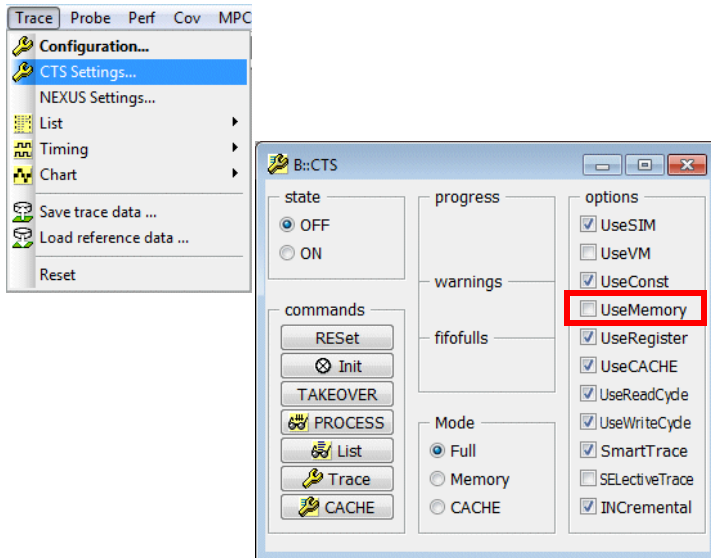 Trace Probe Perf Cov MPC
Configuration...
CTS Settings...
NEXUS Settings...
List
Timing
Chart
Save trace data ...
Load reference data ...
Reset
B::CTS
state
OFF
ON
commands
RESet
Init
TAKEOVER
PROCESS
List
Trace
CACHE
progress
warnings
fifofulls
Mode
Full
Memory
CACHE
options
UseSIM
UseVM
UseConst
UseMemory
UseRegister
UseCACHE
UseReadCycle
UseWriteCycle
SmartTrace
SELectiveTrace
INCremental